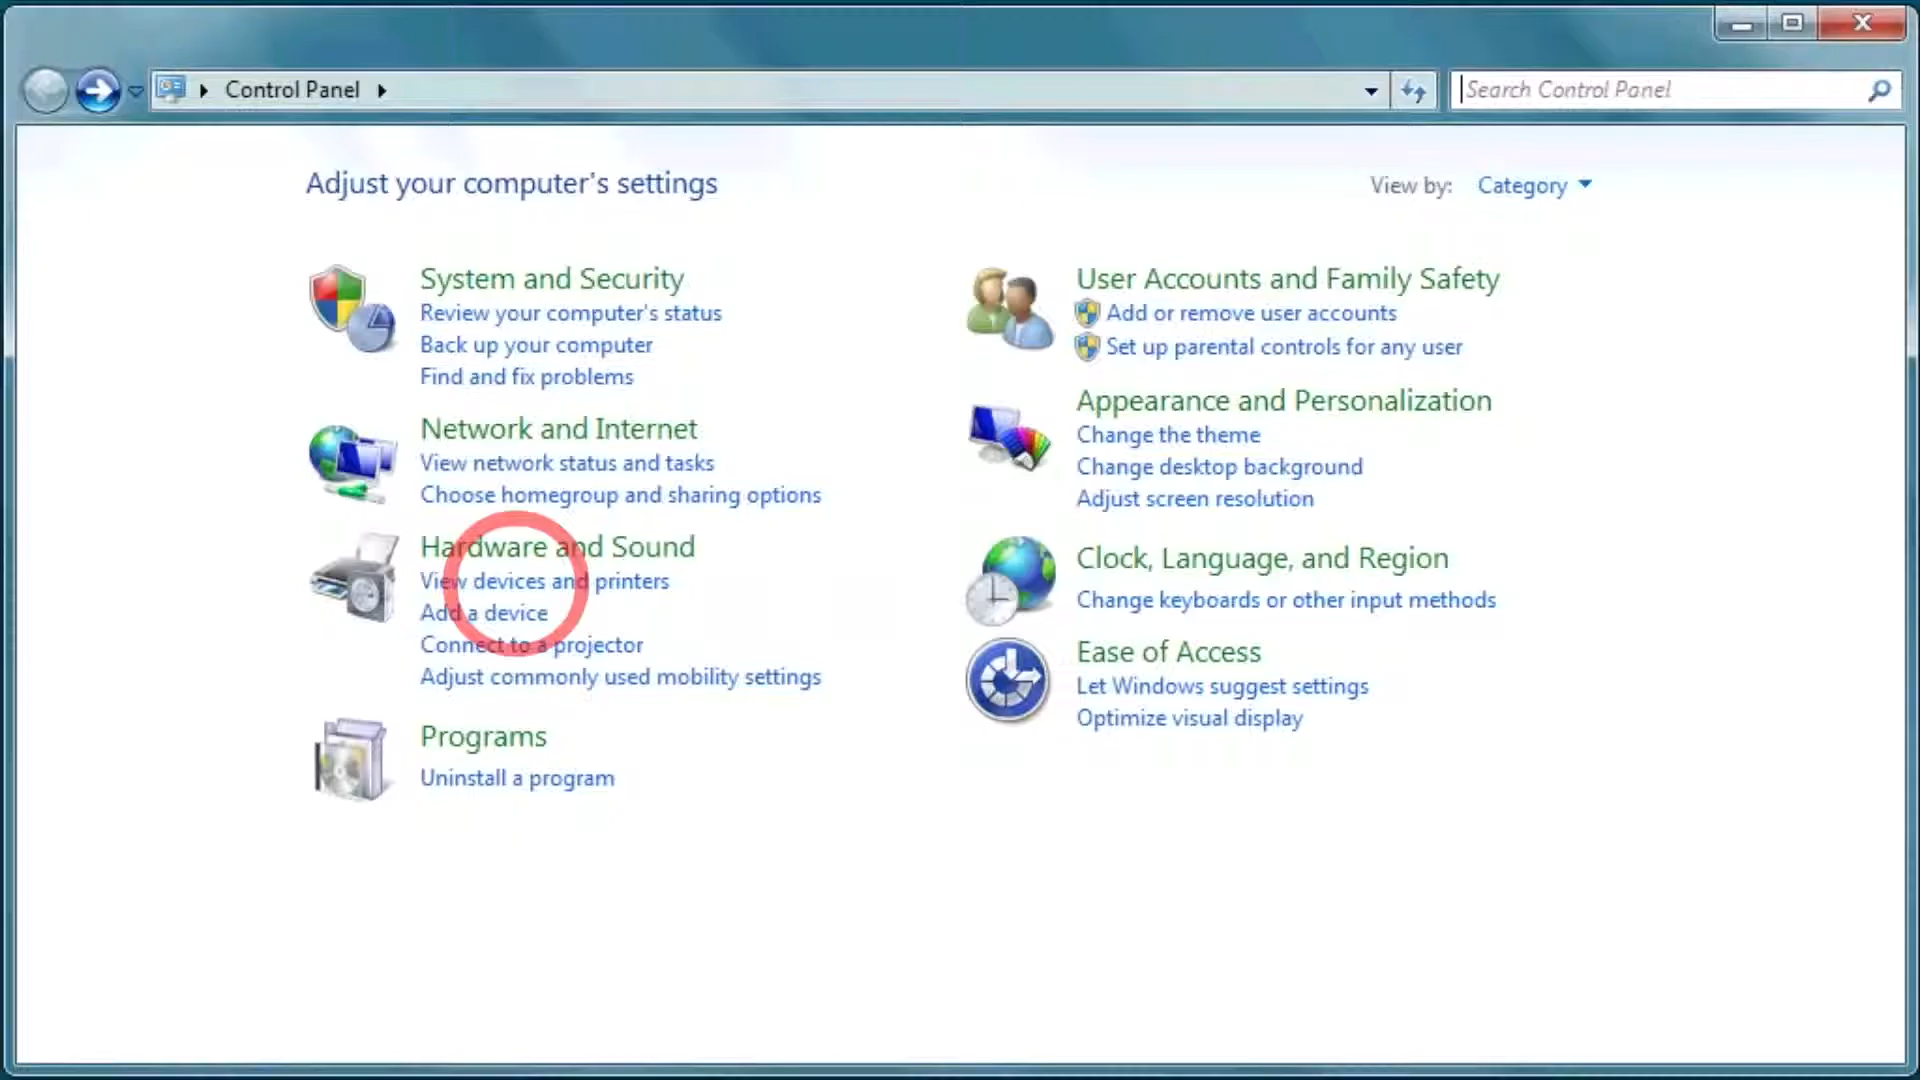 Control Panel
Search Control Panel
Adjust your computer's settings
View by: Category
System and Security
Review your computer's status
Back up your computer
Find and fix problems
Network and Internet
View network status and tasks
Choose homegroup and sharing options
Hardware and Sound
View devices and printers
Add a device
Connect to a projector
Adjust commonly used mobility settings
Programs
Uninstall a program
User Accounts and Family Safety
Add or remove user accounts
Set up parental controls for any user
Appearance and Personalization
Change the theme
Change desktop background
Adjust screen resolution
Clock, Language, and Region
Change keyboards or other input methods
Ease of Access
Let Windows suggest settings
Optimize visual display